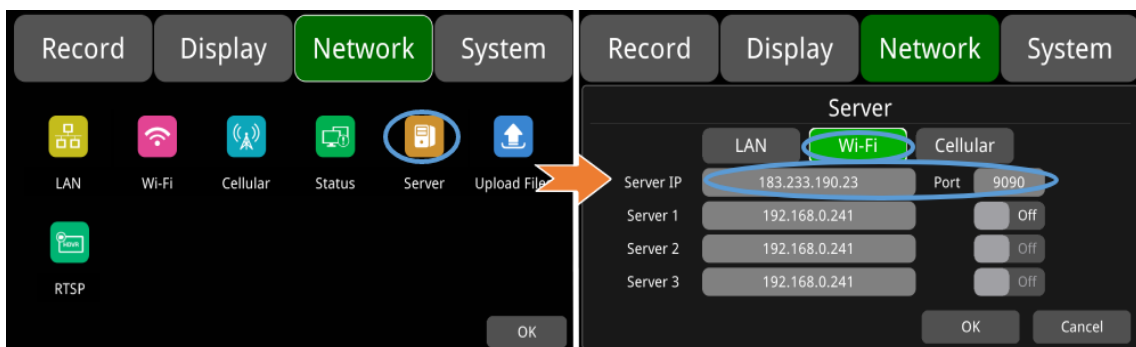 Record Display Network System
LAN Wi-Fi Cellular Status Server Upload Files
HDVR
RTSP
OK
Record Display Network System
Server
LAN Wi-Fi Cellular
Server IP 183.233.190.23 Port 9090
Server 1 192.168.0.241 Off
Server 2 192.168.0.241 Off
Server 3 192.168.0.241 Off
OK Cancel